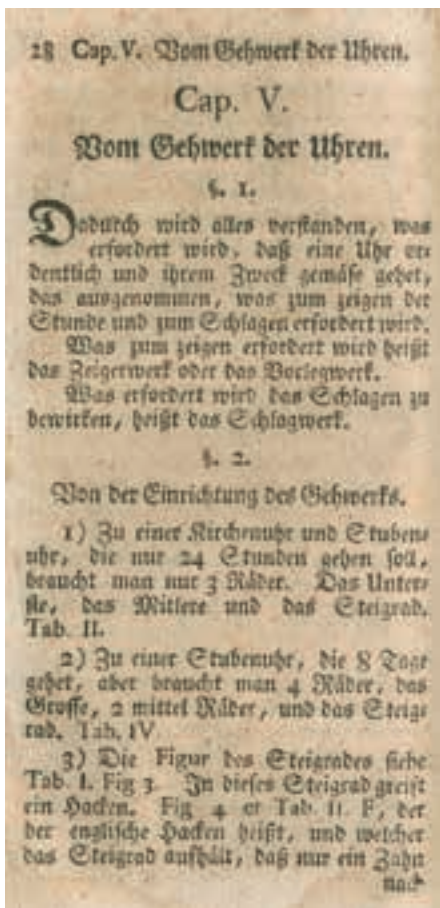 28 Cap. V. Vom Gehwerk der Uhren.
Cap. V.
Vom Gehwerk der Uhren.
§. 1.
Dadurch wird alles verstanden, was
erfordert wird, daß eine Uhr or-
dentlich und ihrem Zweck gemäß gehet,
das ausgenommen, was zum zeigen der
Stunde und zum Schlagen erfordert wird.
Was zum zeigen erfordert wird heißt
das Zeigerwerk oder das Vorlegwerk.
Was erfordert wird das Schlagen zu
bewirken, heißt das Schlagwerk.
§. 2.
Von der Einrichtung des Gehwerks.
1) Zu einer Kirchenuhr und Stuben-
uhr, die nur 24 Stunden gehen soll,
braucht man nur 3 Räder. Das Unter-
ste, das Mitlere und das Steigrad.
Tab. II.
2) Zu einer Stubenuhr, die 8 Tage
gehet, aber braucht man 4 Räder, das
Grosse, 2 mittel Räder, und das Steig-
rad. Tab. IV.
3) Die Figur des Steigrades siehe
Tab. I. Fig 3. In dieses Steigrad greift
ein Hacken. Fig 4 et Tab. II. F, der
der englische Hacken heißt, und welcher
das Steigrad aufhält, daß nur ein Zahn
nach